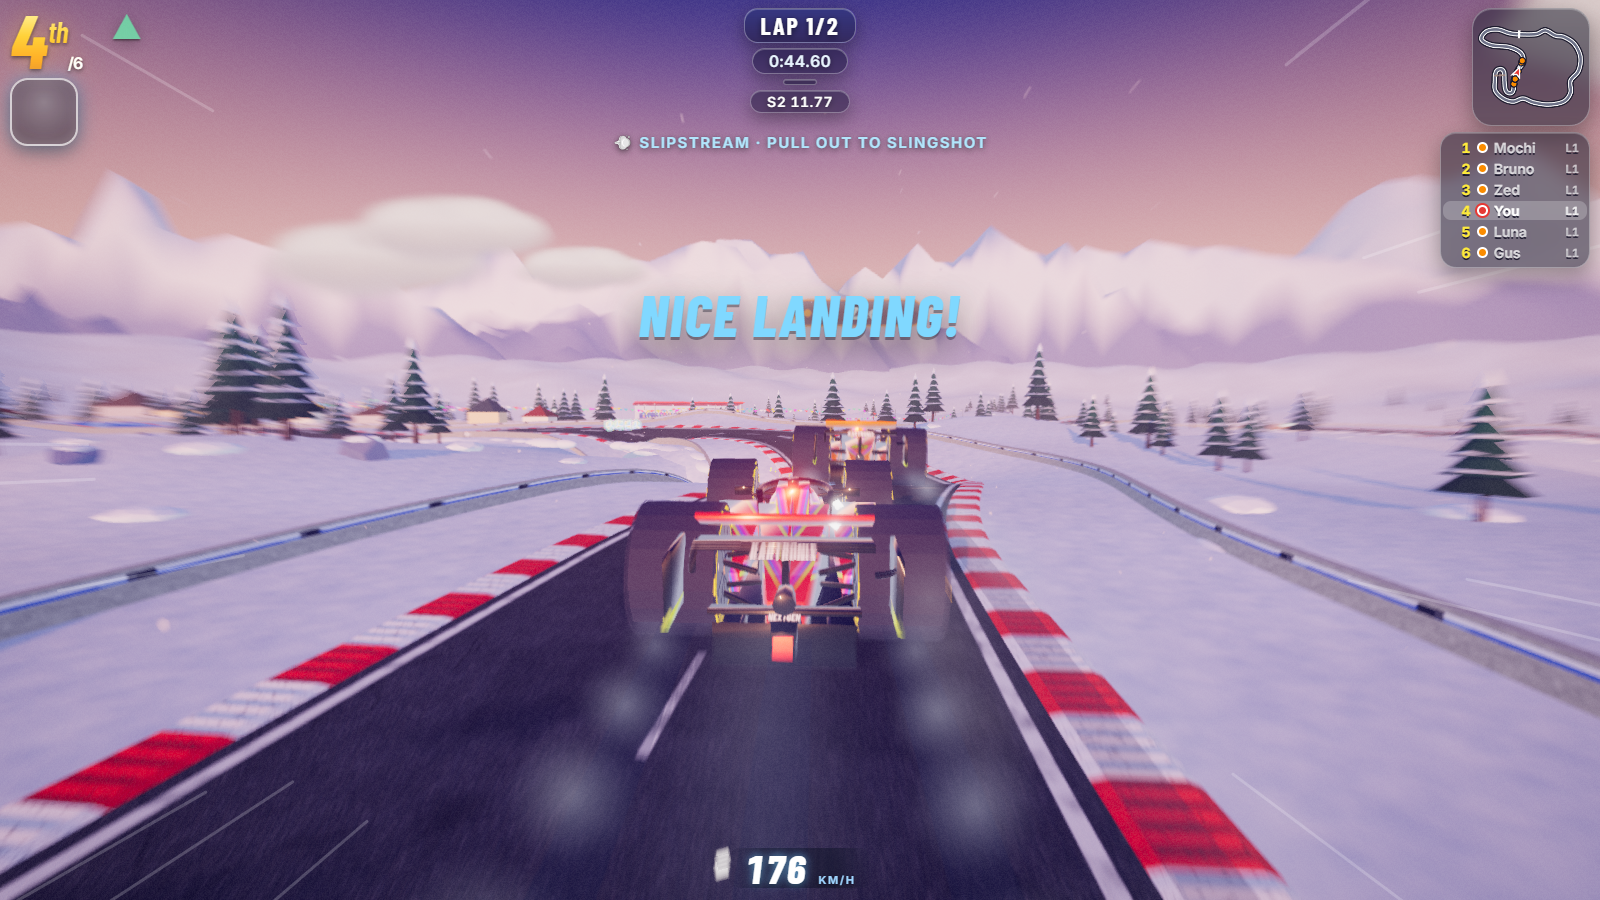 4th
/6
LAP 1/2
0:44.60
S2 11.77
SLIPSTREAM · PULL OUT TO SLINGSHOT
1 Mochi L1
2 Bruno L1
3 Zed L1
4 You L1
5 Luna L1
6 Gus L1
NICE LANDING!
176 KM/H